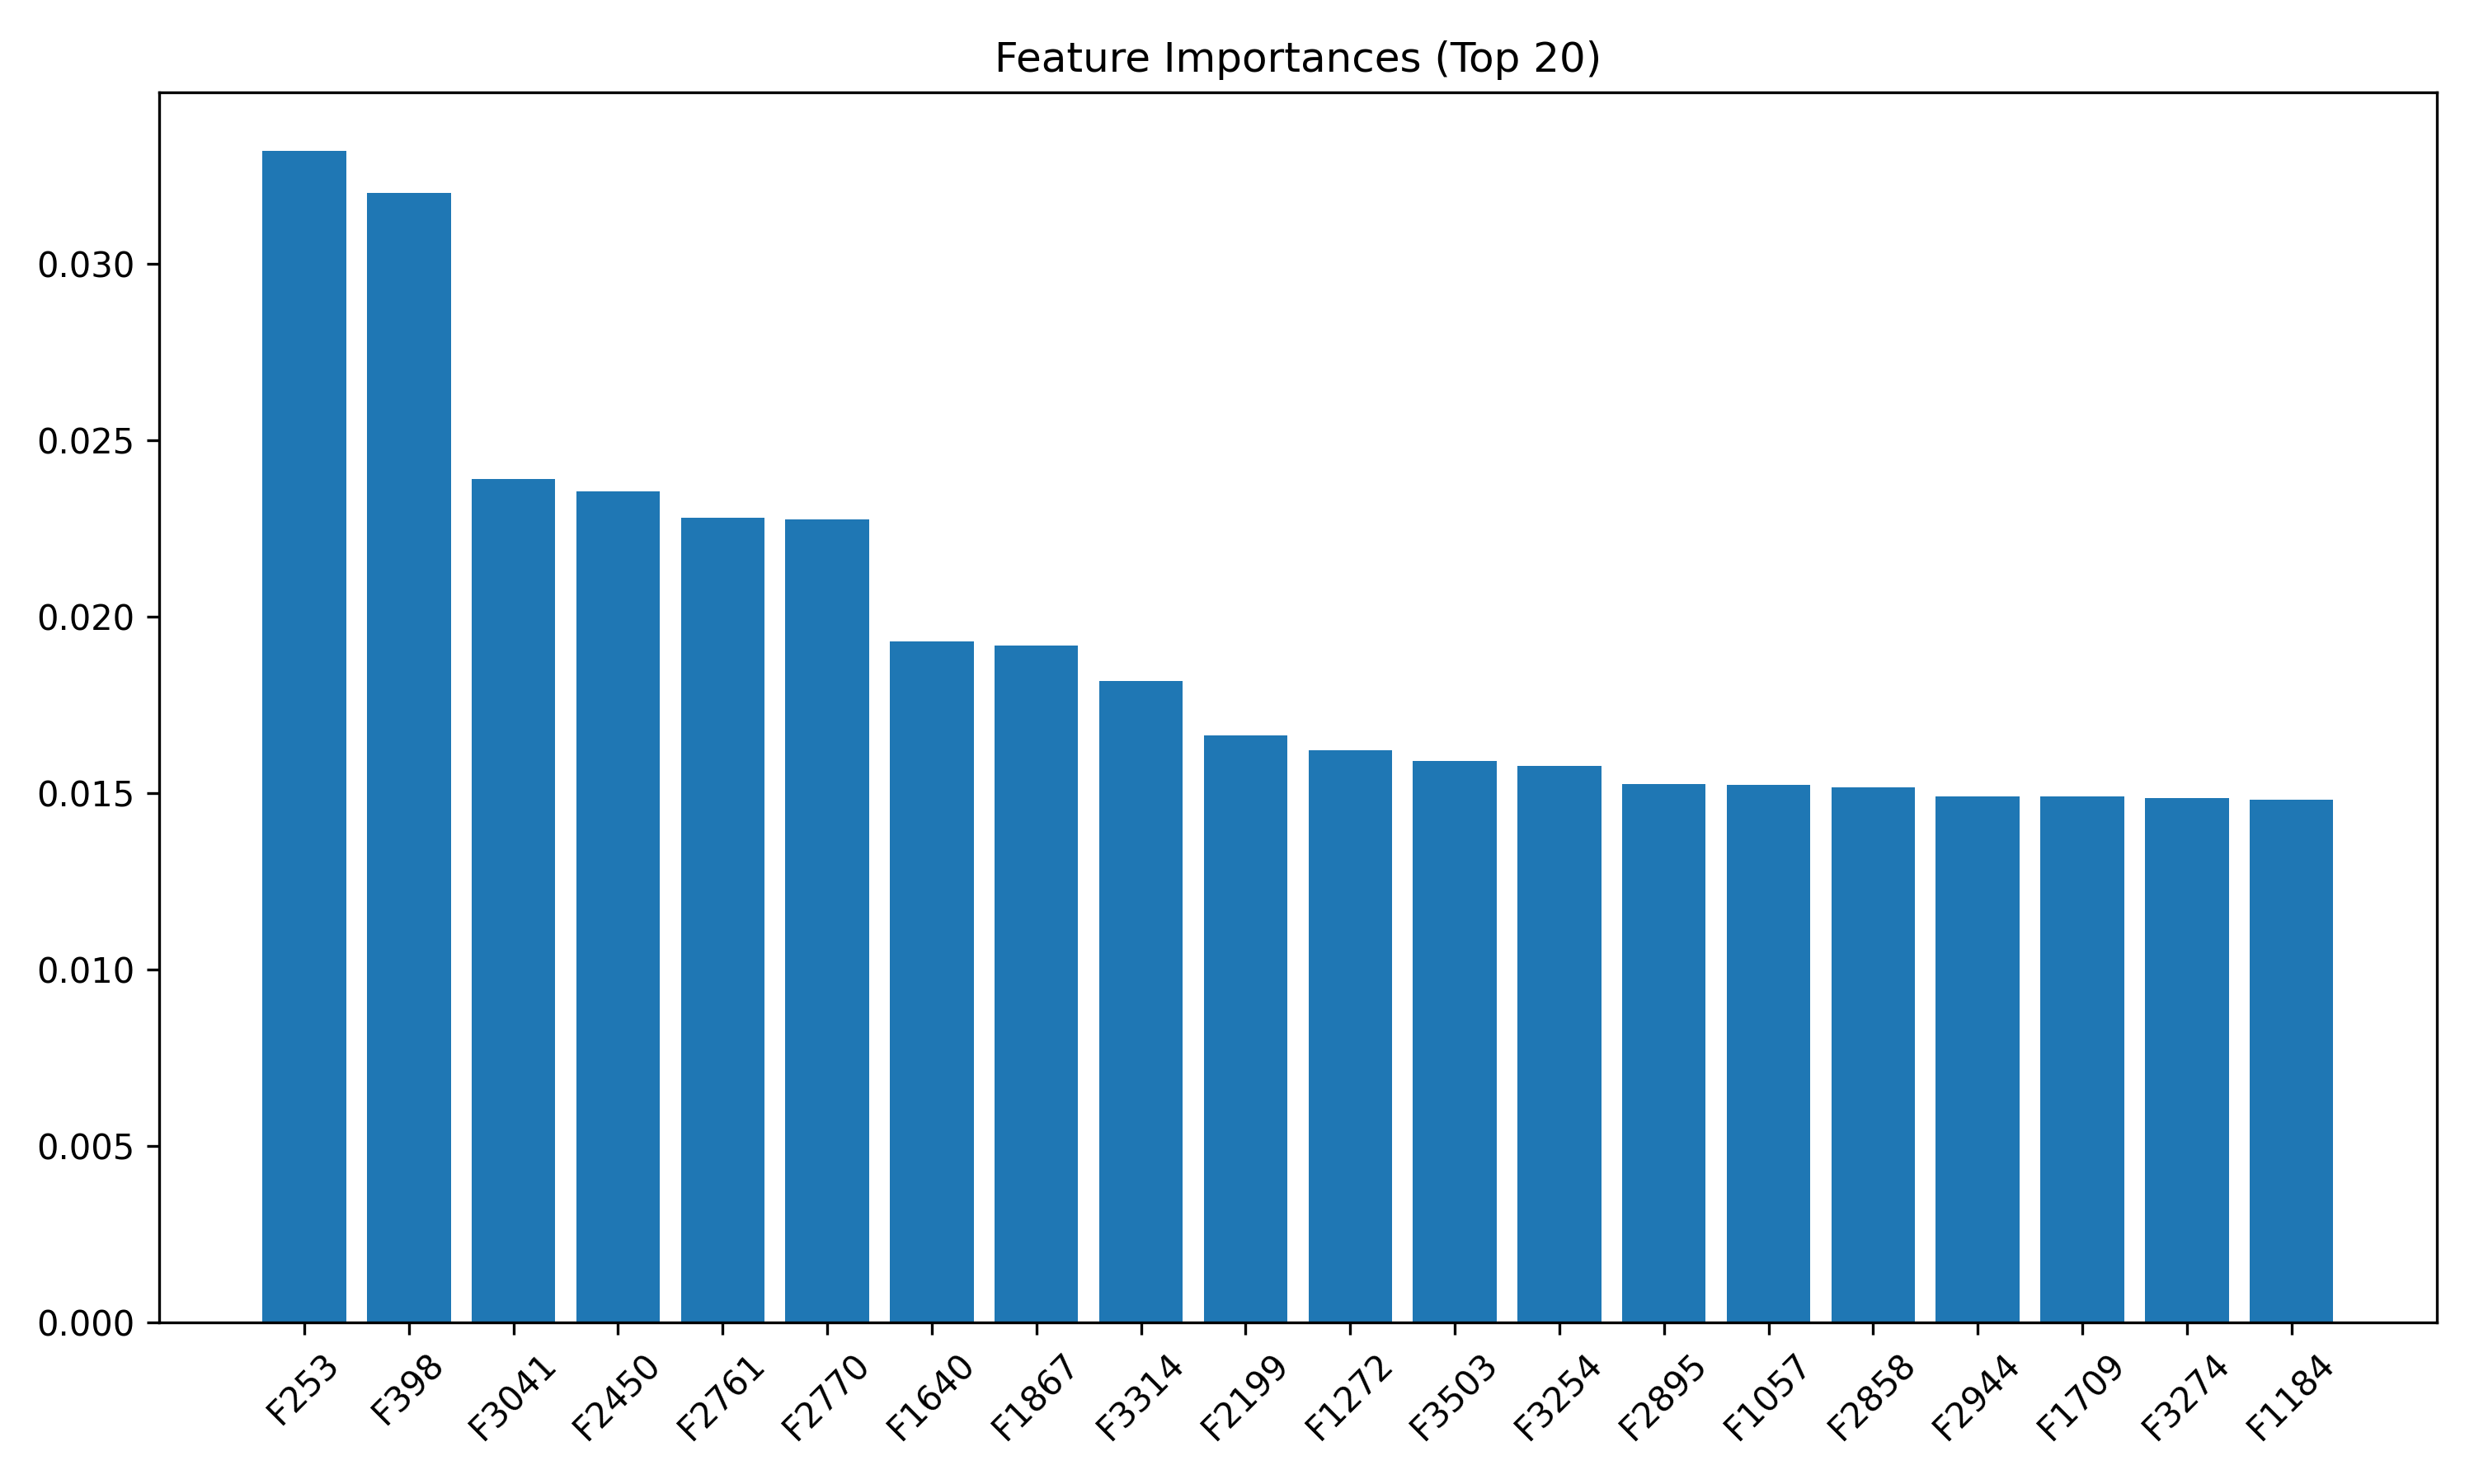 Feature Importances (Top 20)
0.030
0.025
0.020
0.015
0.010
0.005
0.000
F253
F398
F3041
F2450
F2761
F2770
F1640
F1867
F3314
F2199
F1272
F3503
F3254
F2895
F1057
F2858
F2944
F1709
F3274
F1184